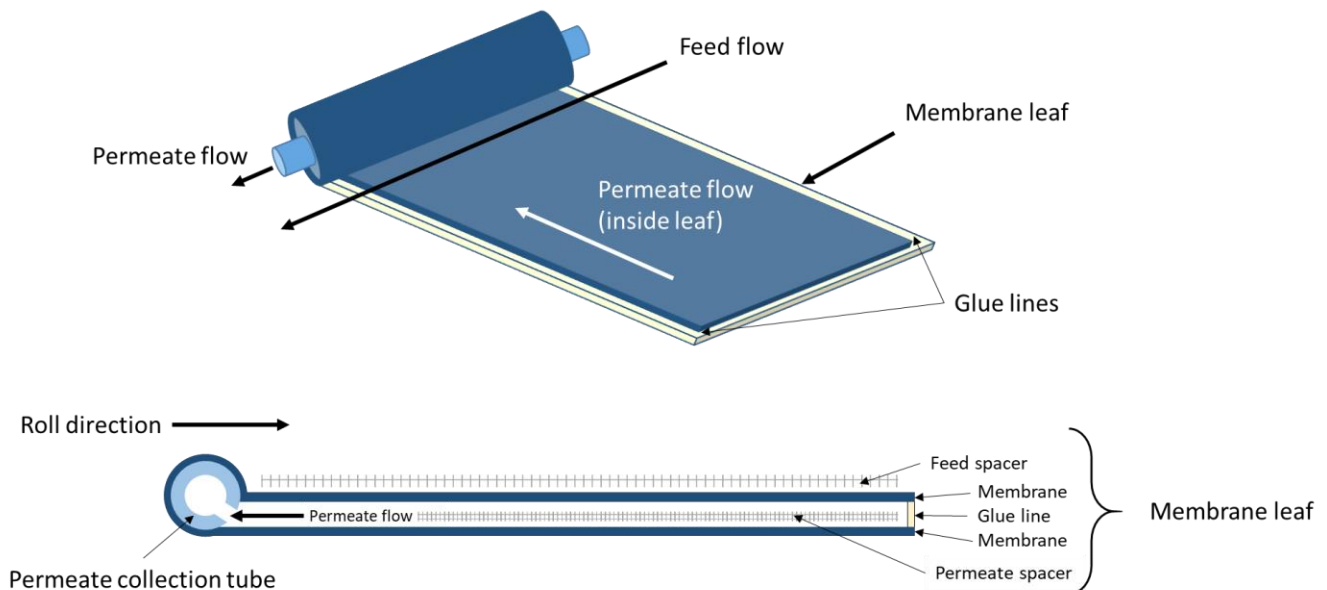 Feed flow
Membrane leaf
Permeate flow
Permeate flow
(inside leaf)
Glue lines
Roll direction
Feed spacer
Membrane
Glue line
Membrane
Permeate spacer
Membrane leaf
Permeate flow
Permeate collection tube